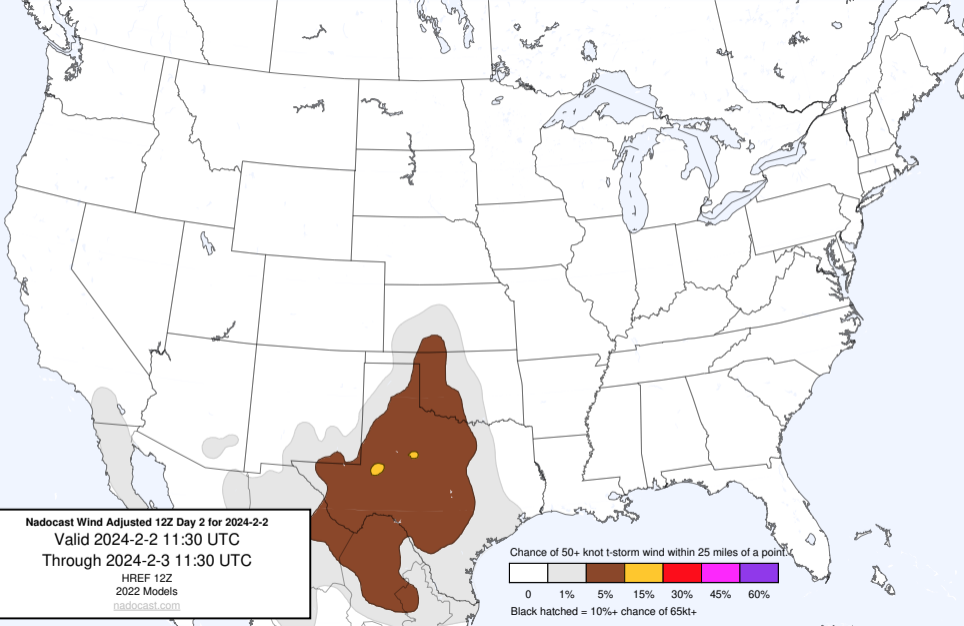 Nadocast Wind Adjusted 12Z Day 2 for 2024-2-2
Valid 2024-2-2 11:30 UTC
Through 2024-2-3 11:30 UTC
HREF 12Z
2022 Models
nadocast.com
Chance of 50+ knot t-storm wind within 25 miles of a point.
0 1% 5% 15% 30% 45% 60%
Black hatched = 10%+ chance of 65kt+